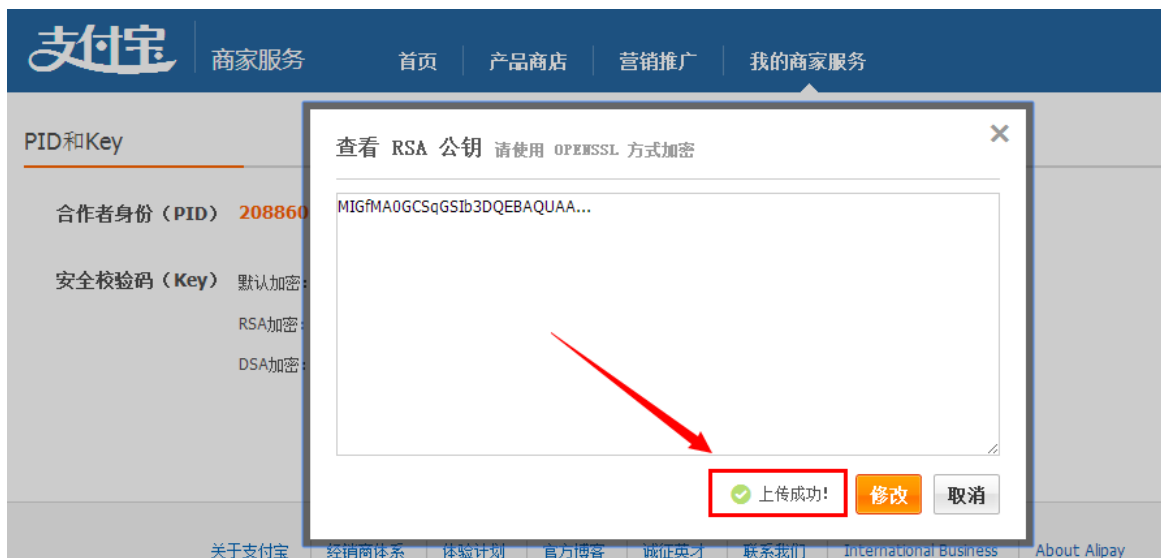 支付宝 商家服务 首页 产品商店 营销推广 我的商家服务
PID和Key
查看 RSA 公钥 请使用 OPENSSL 方式加密
合作者身份（PID） 208860
MIGfMA0GCSqGSIb3DQEBAQUAA...
安全校验码（Key） 默认加密:
RSA加密:
DSA加密:
上传成功! 修改 取消
关于支付宝 经销商体系 体验计划 官方博客 诚征英才 联系我们 International Business About Alipay